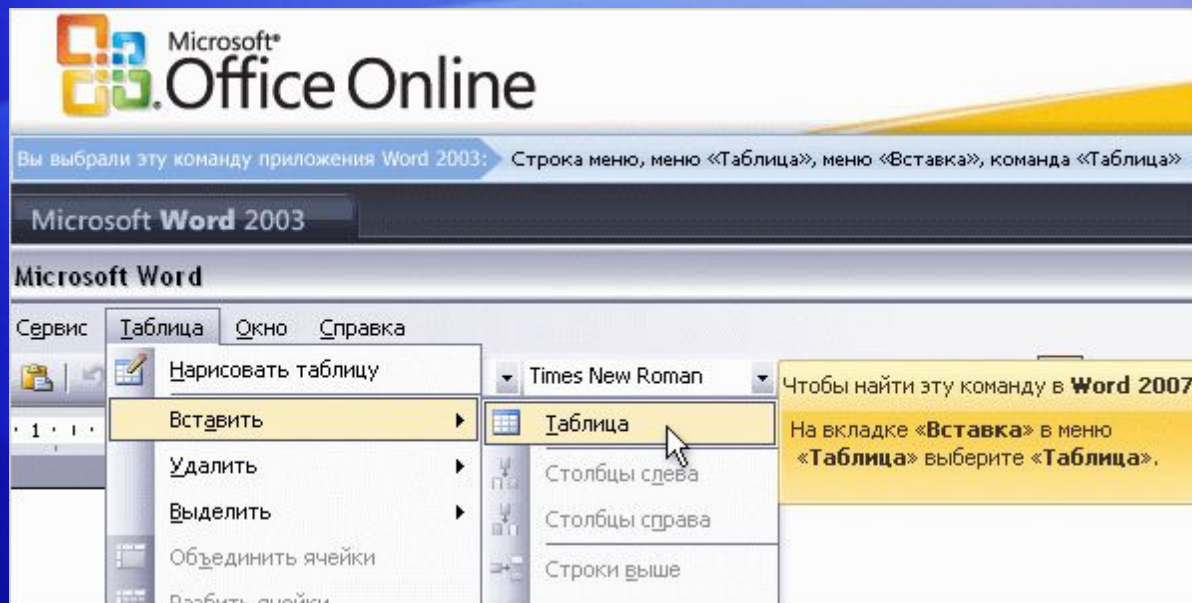 Microsoft®
Office Online
Вы выбрали эту команду приложения Word 2003: Строка меню, меню «Таблица», меню «Вставка», команда «Таблица»
Microsoft Word 2003
Microsoft Word
Сервис Таблица Окно Справка
Нарисовать таблицу
Times New Roman
Чтобы найти эту команду в Word 2007
· 1 · ı ·
Вставить
Таблица
На вкладке «Вставка» в меню
«Таблица» выберите «Таблица».
Удалить
Столбцы слева
Выделить
Столбцы справа
Объединить ячейки
Строки выше
Разбить ячейки